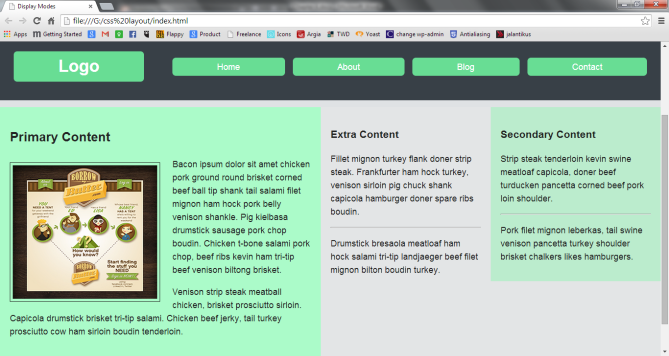 Display Modes
file:///G:/css%20layout/index.html
Apps Getting Started Flappy Product Freelance Icons Argia TWD Yoast change wp-admin Antialiasing jalantikus
Logo
Home
About
Blog
Contact
Primary Content
BORROW
YOU NEED A
How would you know?
Start finding the stuff you NEED
Bacon ipsum dolor sit amet chicken
pork ground round brisket corned
beef ball tip shank tail salami filet
mignon ham hock pork belly
venison shankle. Pig kielbasa
drumstick sausage pork chop
boudin. Chicken t-bone salami pork
chop, beef ribs kevin ham tri-tip
beef venison biltong brisket.
Venison strip steak meatball
chicken, brisket prosciutto sirloin.
Capicola drumstick brisket tri-tip salami. Chicken beef jerky, tail turkey
prosciutto cow ham sirloin boudin tenderloin.
Extra Content
Fillet mignon turkey flank doner strip
steak. Frankfurter ham hock turkey,
venison sirloin pig chuck shank
capicola hamburger doner spare ribs
boudin.
Drumstick bresaola meatloaf ham
hock salami tri-tip landjaeger beef filet
mignon bilton boudin turkey.
Secondary Content
Strip steak tenderloin kevin swine
meatloaf capicola, doner beef
turducken pancetta corned beef pork
loin shoulder.
Pork filet mignon leberkas, tail swine
venison pancetta turkey shoulder
brisket chalkers likes hamburgers.